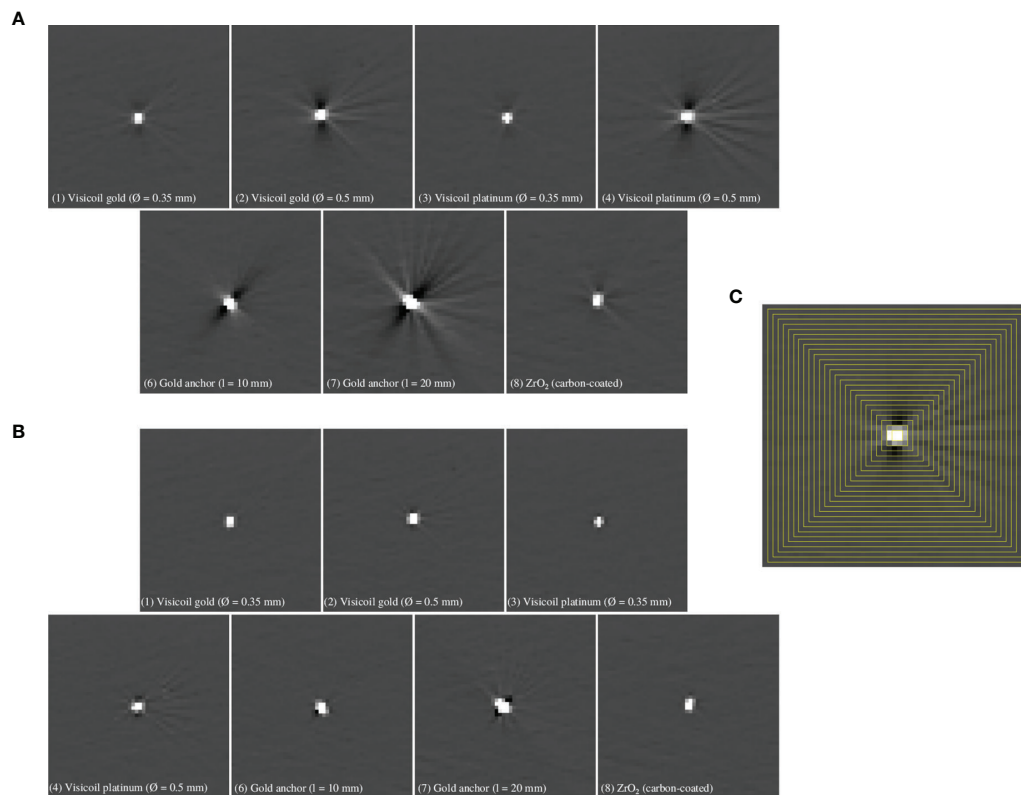 A
(1) Visicoil gold (Ø = 0.35 mm)
(2) Visicoil gold (Ø = 0.5 mm)
(3) Visicoil platinum (Ø = 0.35 mm)
(4) Visicoil platinum (Ø = 0.5 mm)
(6) Gold anchor (l = 10 mm)
(7) Gold anchor (l = 20 mm)
(8) ZrO₂ (carbon-coated)
C
B
(1) Visicoil gold (Ø = 0.35 mm)
(2) Visicoil gold (Ø = 0.5 mm)
(3) Visicoil platinum (Ø = 0.35 mm)
(4) Visicoil platinum (Ø = 0.5 mm)
(6) Gold anchor (l = 10 mm)
(7) Gold anchor (l = 20 mm)
(8) ZrO₂ (carbon-coated)